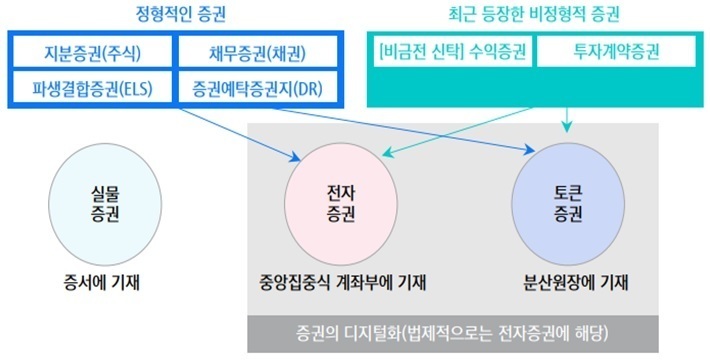 정형적인 증권
최근 등장한 비정형적 증권
지분증권(주식)
채무증권(채권)
[비금전 신탁] 수익증권
투자계약증권
파생결합증권(ELS)
증권예탁증권지(DR)
실물
증권
전자
증권
토큰
증권
증서에 기재
중앙집중식 계좌부에 기재
분산원장에 기재
증권의 디지털화(법제적으로는 전자증권에 해당)